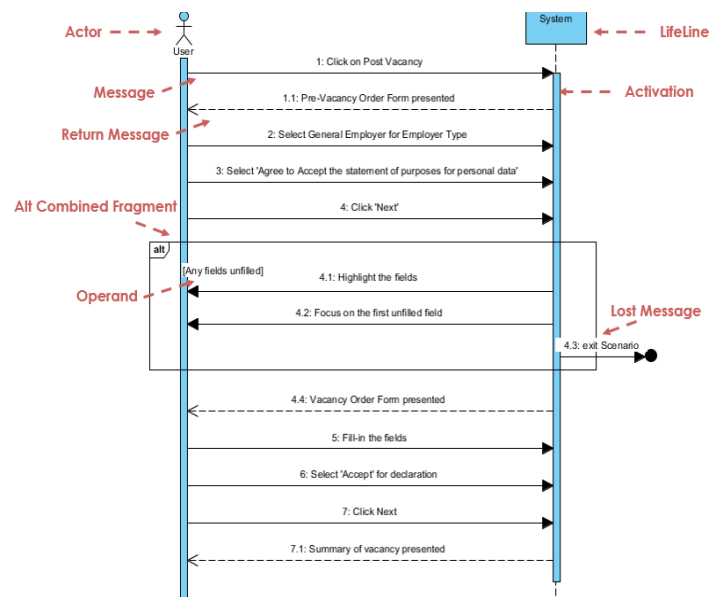 System
Actor
LifeLine
User
1: Click on Post Vacancy
Message
Activation
1.1: Pre-Vacancy Order Form presented
Return Message
2: Select General Employer for Employer Type
3: Select 'Agree to Accept the statement of purposes for personal data'
Alt Combined Fragment
4: Click 'Next'
alt
[Any fields unfilled]
4.1: Highlight the fields
Operand
4.2: Focus on the first unfilled field
Lost Message
4.3: exit Scenario
4.4: Vacancy Order Form presented
5: Fill-in the fields
6: Select 'Accept' for declaration
7: Click Next
7.1: Summary of vacancy presented